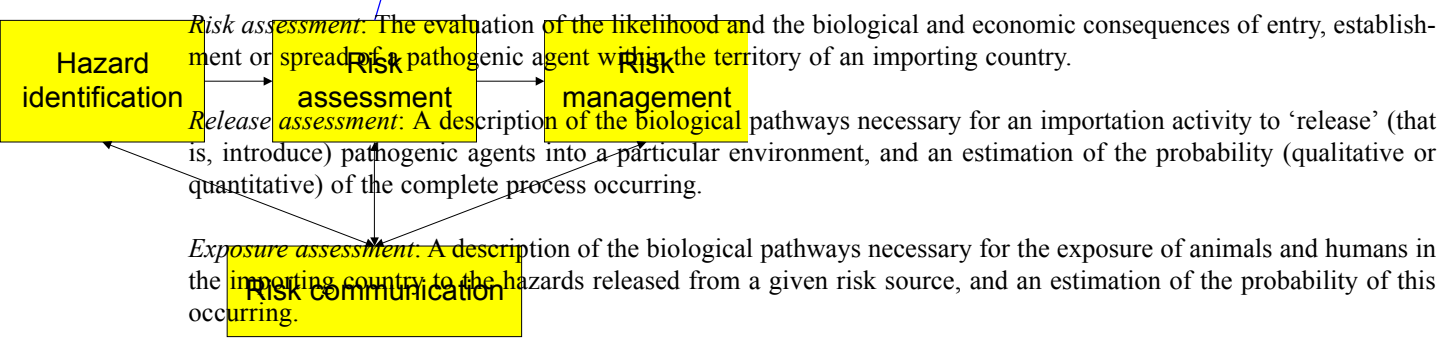 Risk assessment: The evaluation of the likelihood and the biological and economic consequences of entry, establish-
ment or spread of a pathogenic agent within the territory of an importing country.
Release assessment: A description of the biological pathways necessary for an importation activity to ‘release’ (that
is, introduce) pathogenic agents into a particular environment, and an estimation of the probability (qualitative or
quantitative) of the complete process occurring.
Exposure assessment: A description of the biological pathways necessary for the exposure of animals and humans in
the importing country to the hazards released from a given risk source, and an estimation of the probability of this
occurring.
Hazard
identification
Risk
assessment
Risk
management
Risk communication